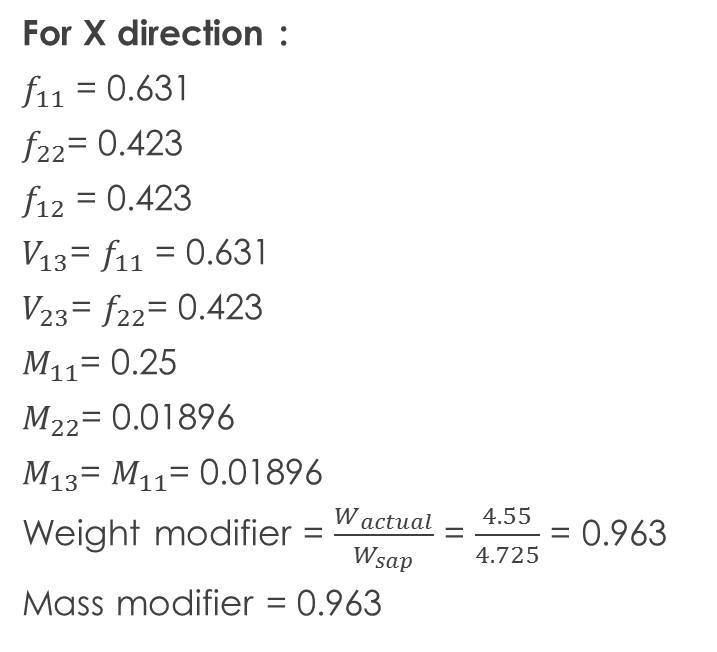 For X direction :
f₁₁ = 0.631
f₂₂= 0.423
f₁₂ = 0.423
V₁₃= f₁₁ = 0.631
V₂₃= f₂₂= 0.423
M₁₁= 0.25
M₂₂= 0.01896
M₁₃= M₁₁= 0.01896
Weight modifier = W_actual/W_sap = 4.55/4.725 = 0.963
Mass modifier = 0.963